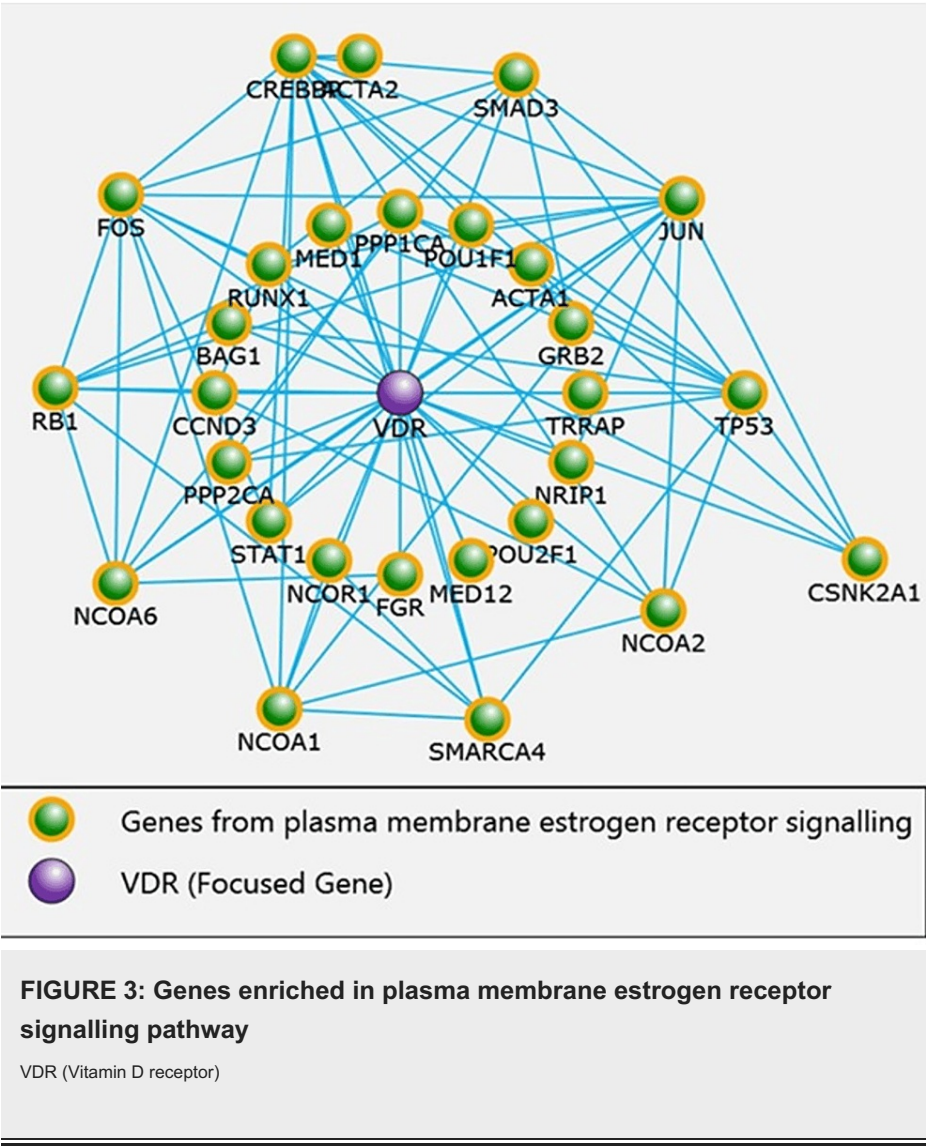 CREBBP ACTA2
SMAD3
FOS
JUN
MED1 PPP1CA POU1F1
RUNX1 ACTA1
BAG1 GRB2
RB1 CCND3 VDR TRRAP TP53
PPP2CA NRIP1
STAT1 POU2F1
NCOR1 FGR MED12
NCOA6 CSNK2A1
NCOA2
NCOA1 SMARCA4
Genes from plasma membrane estrogen receptor signalling
VDR (Focused Gene)
FIGURE 3: Genes enriched in plasma membrane estrogen receptor
signalling pathway
VDR (Vitamin D receptor)